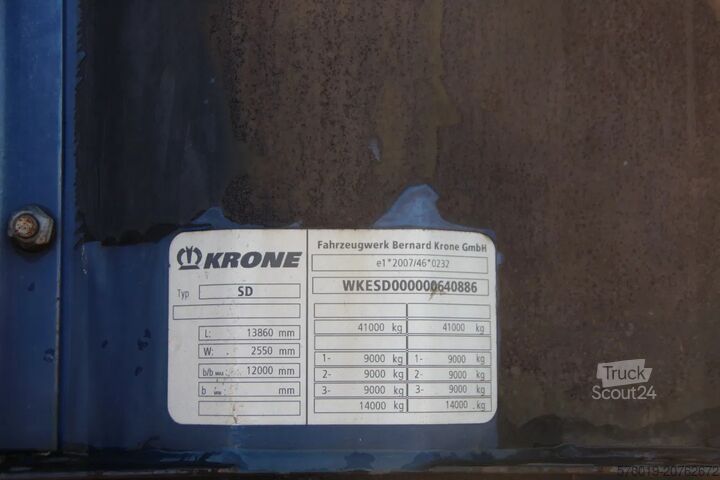 KRONE
Typ SD
L: 13860 mm
W: 2550 mm
b/b MAX 12000 mm
b MIN mm
Fahrzeugwerk Bernard Krone GmbH
e1*2007/46*0232
WKESD000000640886
41000 kg 41000 kg
1- 9000 kg 1- 9000 kg
2- 9000 kg 2- 9000 kg
3- 9000 kg 3- 9000 kg
14000 kg 14000 kg
Truck
Scout24